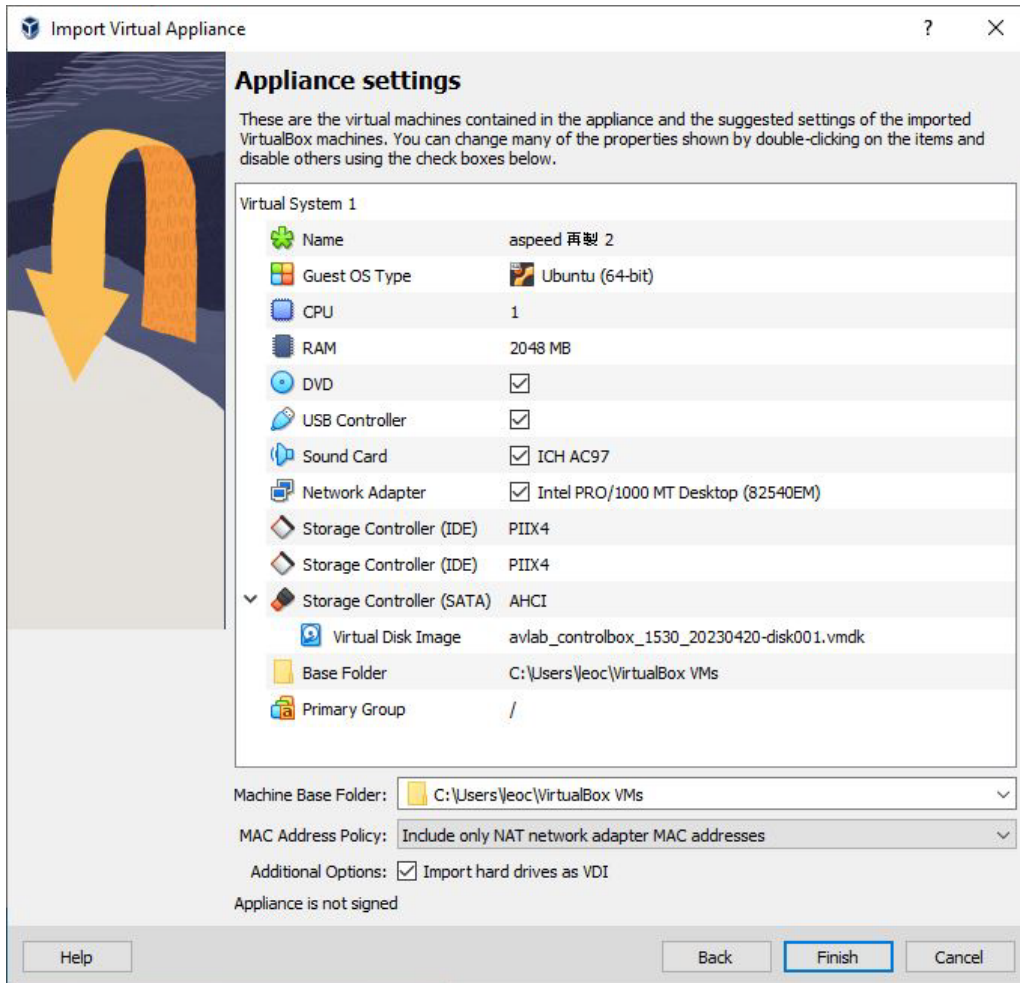 Import Virtual Appliance
Appliance settings
These are the virtual machines contained in the appliance and the suggested settings of the imported
VirtualBox machines. You can change many of the properties shown by double-clicking on the items and
disable others using the check boxes below.
Virtual System 1
Name aspeed 再製 2
Guest OS Type Ubuntu (64-bit)
CPU 1
RAM 2048 MB
DVD
USB Controller
Sound Card ICH AC97
Network Adapter Intel PRO/1000 MT Desktop (82540EM)
Storage Controller (IDE) PIIX4
Storage Controller (IDE) PIIX4
Storage Controller (SATA) AHCI
Virtual Disk Image avlab_controlbox_1530_20230420-disk001.vmdk
Base Folder C:\Users\leoc\VirtualBox VMs
Primary Group /
Machine Base Folder: C:\Users\leoc\VirtualBox VMs
MAC Address Policy: Include only NAT network adapter MAC addresses
Additional Options: Import hard drives as VDI
Appliance is not signed
Help Back Finish Cancel